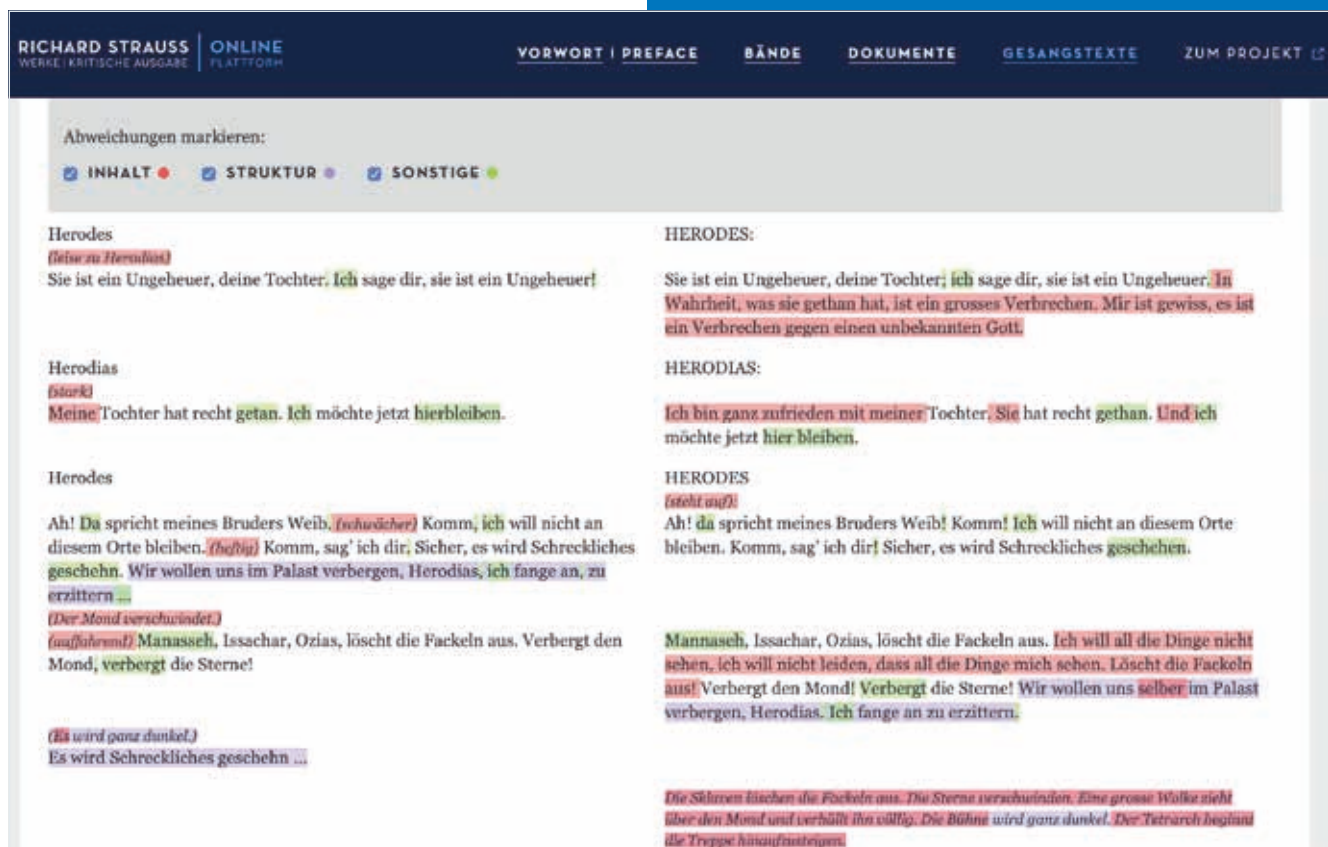 RICHARD STRAUSS | ONLINE
WERKE | KRITISCHE AUSGABE | PLATTFORM
VORWORT | PREFACE BÄNDE DOKUMENTE GESANGSTEXTE ZUM PROJEKT
Abweichungen markieren:
INHALT STRUKTUR SONSTIGE
Herodes
(leise zu Herodias)
Sie ist ein Ungeheuer, deine Tochter. Ich sage dir, sie ist ein Ungeheuer!
Herodias
(stark)
Meine Tochter hat recht getan. Ich möchte jetzt hierbleiben.
Herodes
Ah! Da spricht meines Bruders Weib. (schwächer) Komm, ich will nicht an
diesem Orte bleiben. (heftig) Komm, sag' ich dir. Sicher, es wird Schreckliches
geschehn. Wir wollen uns im Palast verbergen, Herodias, ich fange an, zu
erzittern ...
(Der Mond verschwindet.)
(auffahrend) Manasseh, Issachar, Ozias, löscht die Fackeln aus. Verbergt den
Mond, verbergt die Sterne!
(Es wird ganz dunkel.)
Es wird Schreckliches geschehn ...
HERODES:
Sie ist ein Ungeheuer, deine Tochter; ich sage dir, sie ist ein Ungeheuer. In
Wahrheit, was sie gethan hat, ist ein grosses Verbrechen. Mir ist gewiss, es ist
ein Verbrechen gegen einen unbekannten Gott.
HERODIAS:
Ich bin ganz zufrieden mit meiner Tochter. Sie hat recht gethan. Und ich
möchte jetzt hier bleiben.
HERODES
(steht auf):
Ah! da spricht meines Bruders Weib! Komm! Ich will nicht an diesem Orte
bleiben. Komm, sag' ich dir! Sicher, es wird Schreckliches geschehen.
Mannaseh, Issachar, Ozias, löscht die Fackeln aus. Ich will all die Dinge nicht
sehen, ich will nicht leiden, dass all die Dinge mich sehen. Löscht die Fackeln
aus! Verbergt den Mond! Verbergt die Sterne! Wir wollen uns selber im Palast
verbergen, Herodias. Ich fange an zu erzittern.
Die Sklaven löschen die Fackeln aus. Die Sterne verschwinden. Eine grosse Wolke zieht
über den Mond und verhüllt ihn völlig. Die Bühne wird ganz dunkel. Der Tetrarch beginnt
die Treppe hinaufzusteigen.